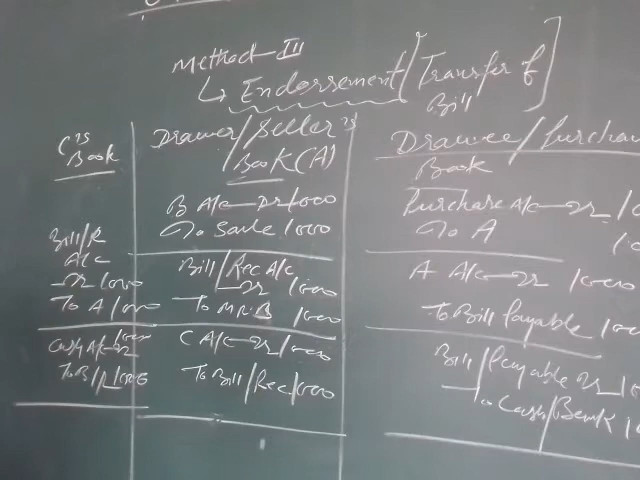 Method-III
↳ Endorsement [Transfer of
Bill]
C's
Book
Bill/R
A/c
Dr 1000
To A/1000
Cash A/c Dr 1000
To B/R 1000
Drawer/Seller's
Book (A)
B A/c Dr 1000
To Sale 1000
Bill/Rec A/c
Dr 1000
To Mr. B 1000
C A/c Dr 1000
To Bill/Rec 1000
Drawee/Purcha
Book
Purchase A/c Dr
To A
A A/c Dr 1000
To Bill Payable
Bill/Payable Dr
To Cash/Bank